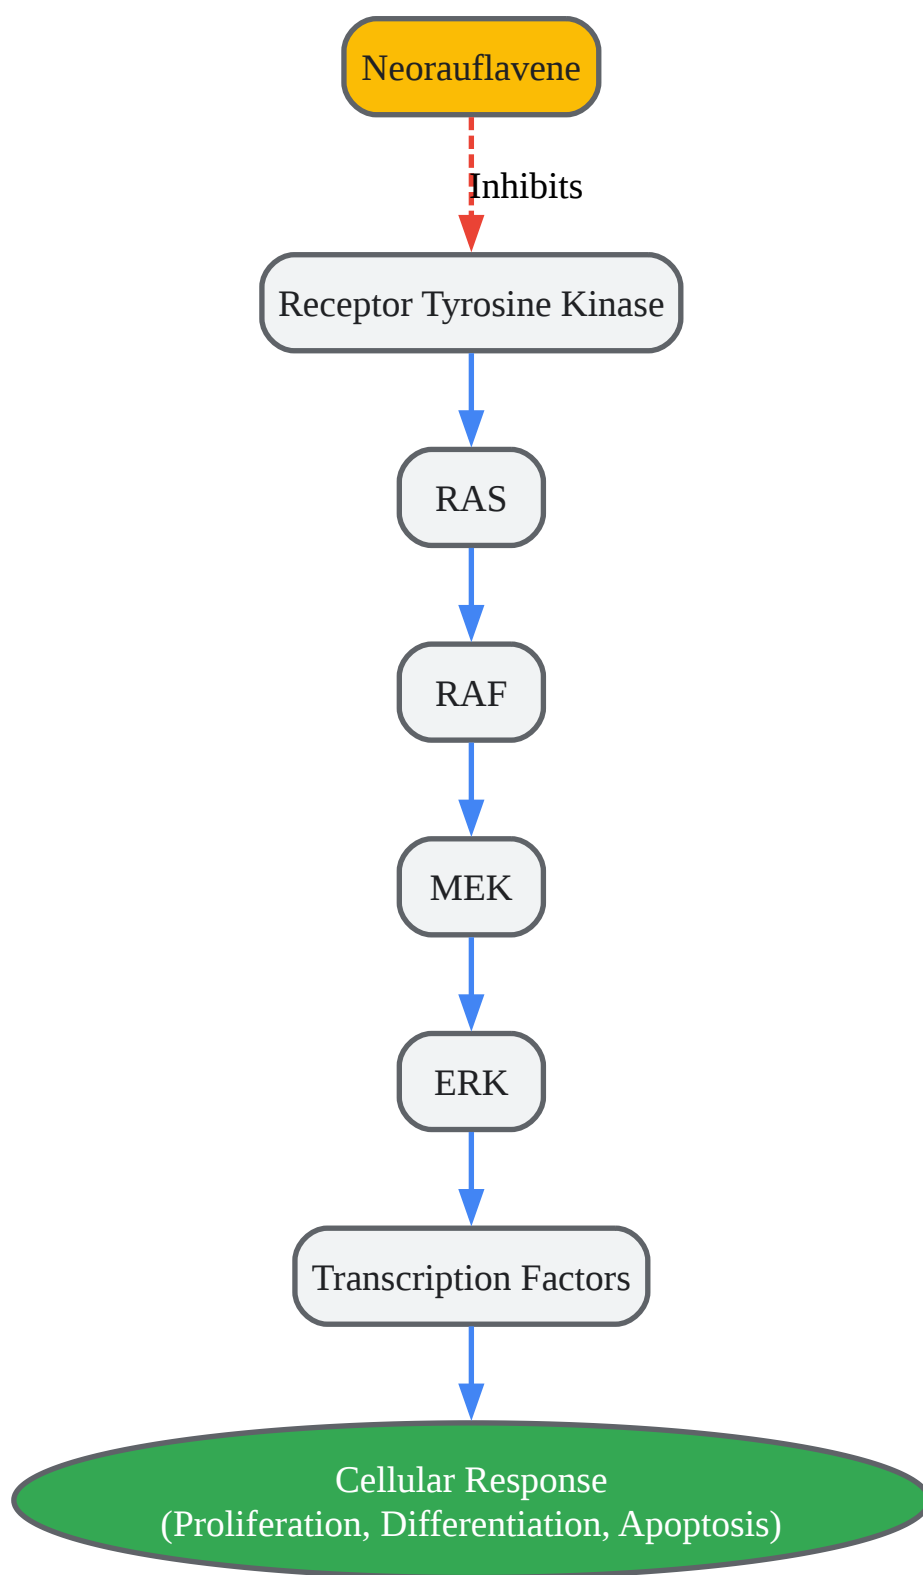 Neorauflavene
Inhibits
Receptor Tyrosine Kinase
RAS
RAF
MEK
ERK
Transcription Factors
Cellular Response
(Proliferation, Differentiation, Apoptosis)